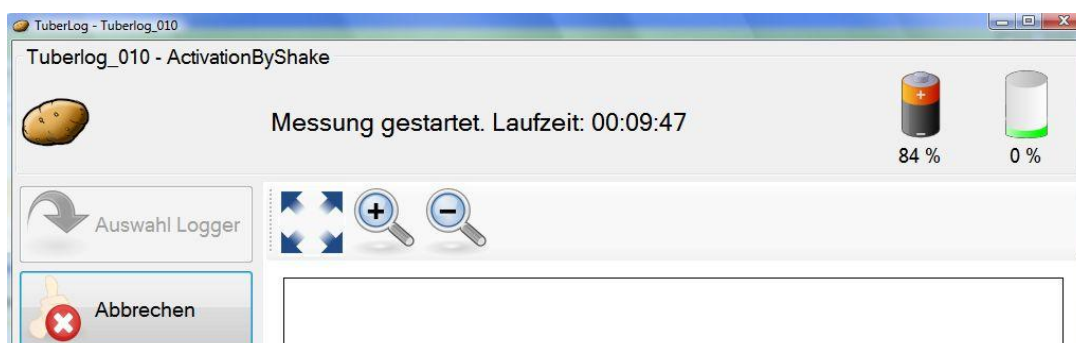 TuberLog - Tuberlog_010
Tuberlog_010 - ActivationByShake
Messung gestartet. Laufzeit: 00:09:47
84 %
0 %
Auswahl Logger
Abbrechen